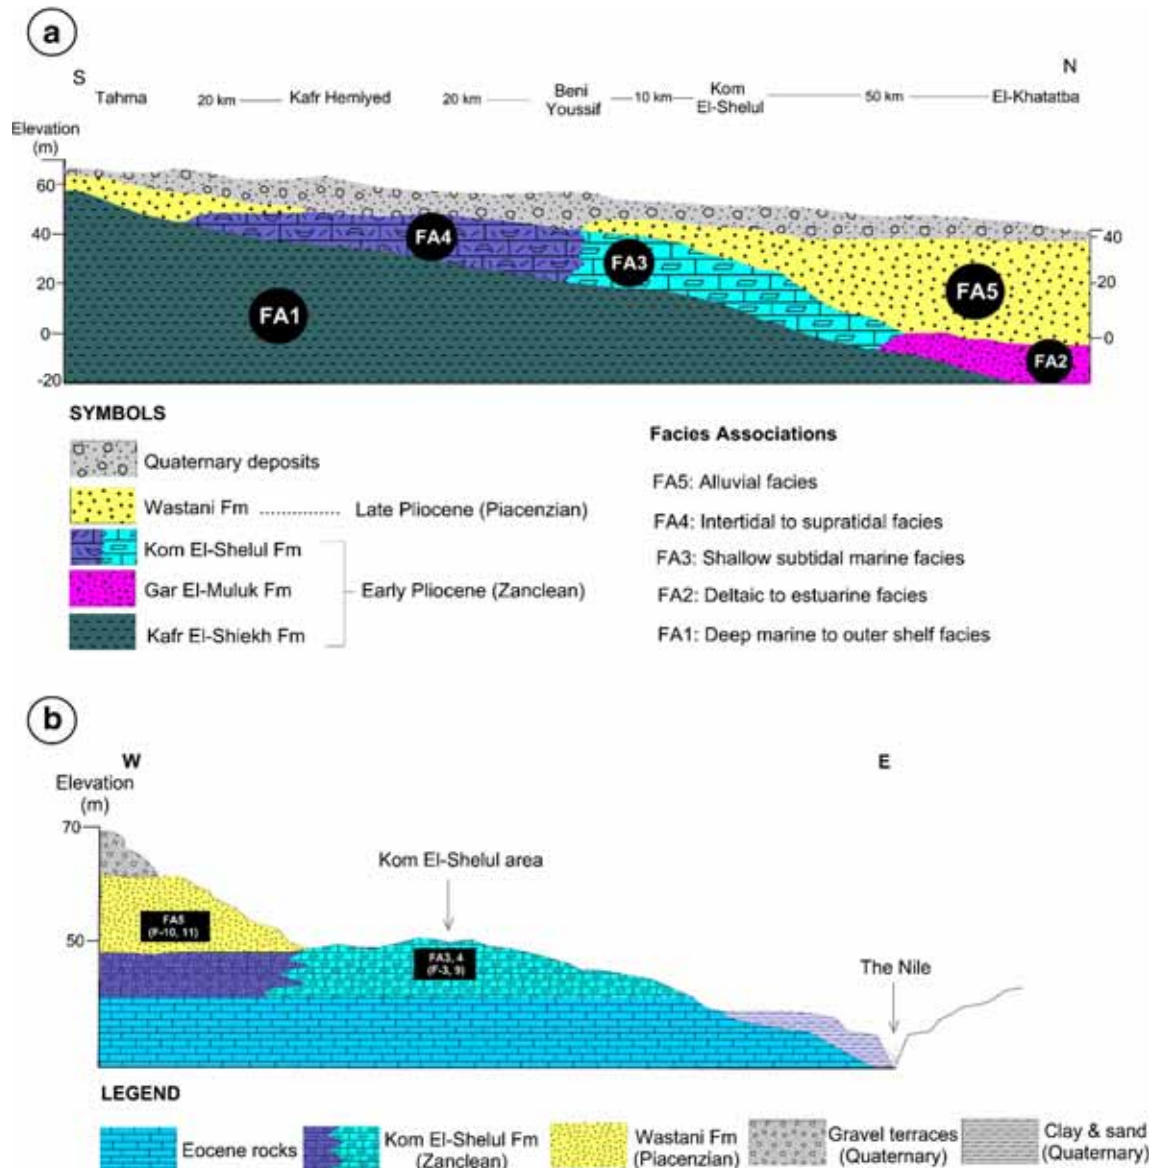 a
S
N
Tahma 20 km Kafr Hemiyed 20 km Beni Youssif 10 km Kom El-Shelul 50 km El-Khatatba
Elevation
(m)
60
40
20
0
-20
40
20
0
FA4
FA3
FA1
FA5
FA2
SYMBOLS
Quaternary deposits
Wastani Fm ............... Late Pliocene (Piacenzian)
Kom El-Shelul Fm
Gar El-Muluk Fm
Early Pliocene (Zanclean)
Kafr El-Shiekh Fm
Facies Associations
FA5: Alluvial facies
FA4: Intertidal to supratidal facies
FA3: Shallow subtidal marine facies
FA2: Deltaic to estuarine facies
FA1: Deep marine to outer shelf facies
b
W
E
Elevation
(m)
70
50
Kom El-Shelul area
The Nile
FA5
(F-10, 11)
FA3, 4
(F-3, 9)
LEGEND
Eocene rocks
Kom El-Shelul Fm
(Zanclean)
Wastani Fm
(Piacenzian)
Gravel terraces
(Quaternary)
Clay & sand
(Quaternary)